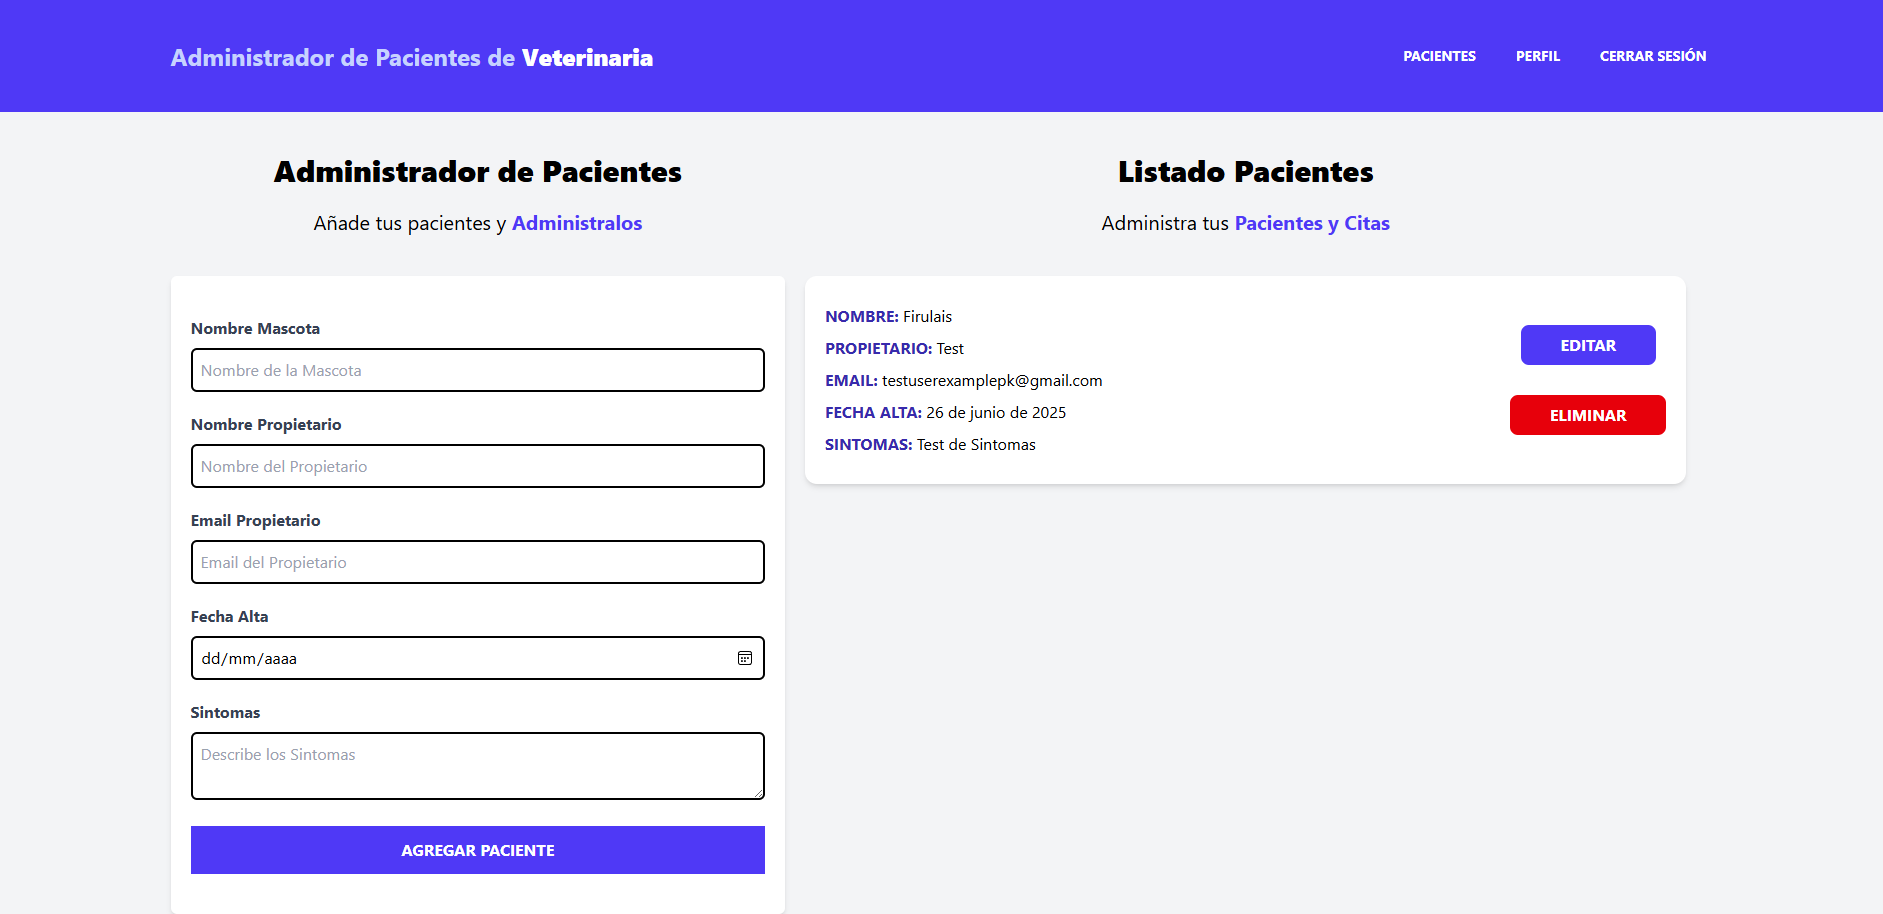 Administrador de Pacientes de Veterinaria
PACIENTES
PERFIL
CERRAR SESIÓN
Administrador de Pacientes
Añade tus pacientes y Administralos
Nombre Mascota
Nombre de la Mascota
Nombre Propietario
Nombre del Propietario
Email Propietario
Email del Propietario
Fecha Alta
dd/mm/aaaa
Sintomas
Describe los Sintomas
AGREGAR PACIENTE
Listado Pacientes
Administra tus Pacientes y Citas
NOMBRE: Firulais
PROPIETARIO: Test
EMAIL: testuserexamplepk@gmail.com
FECHA ALTA: 26 de junio de 2025
SINTOMAS: Test de Sintomas
EDITAR
ELIMINAR